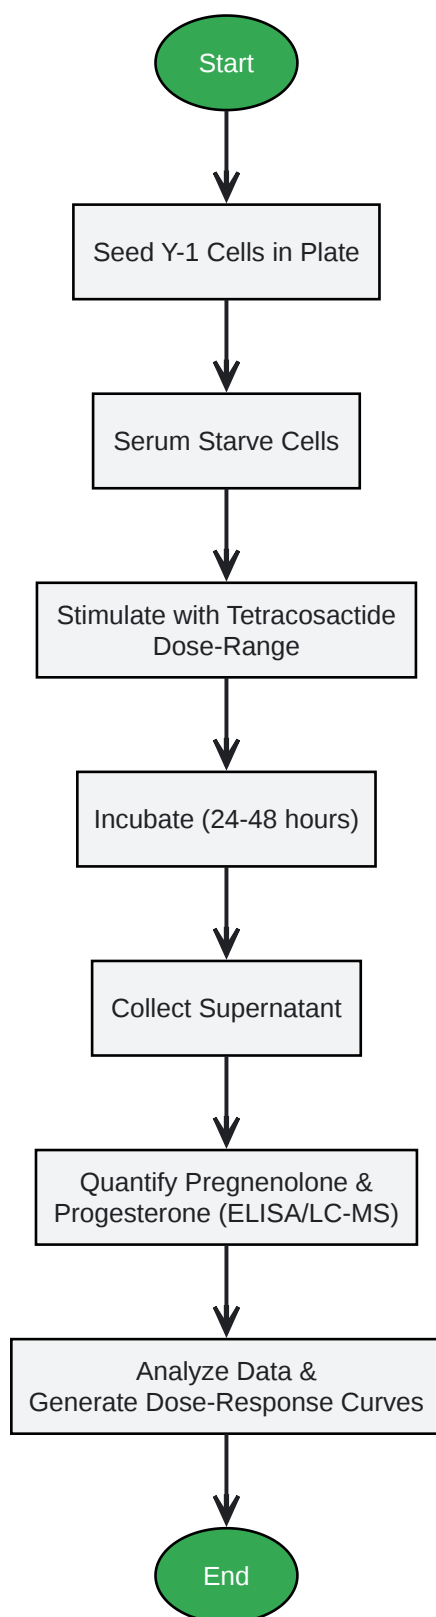 Start
Seed Y-1 Cells in Plate
Serum Starve Cells
Stimulate with Tetracosactide
Dose-Range
Incubate (24-48 hours)
Collect Supernatant
Quantify Pregnenolone &
Progesterone (ELISA/LC-MS)
Analyze Data &
Generate Dose-Response Curves
End